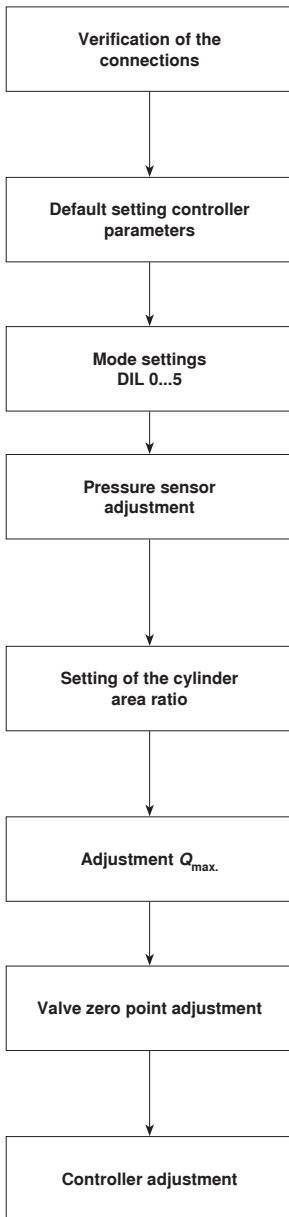 Verification of the
connections
Default setting controller
parameters
Mode settings
DIL 0...5
Pressure sensor
adjustment
Setting of the cylinder
area ratio
Adjustment Qmax.
Valve zero point adjustment
Controller adjustment